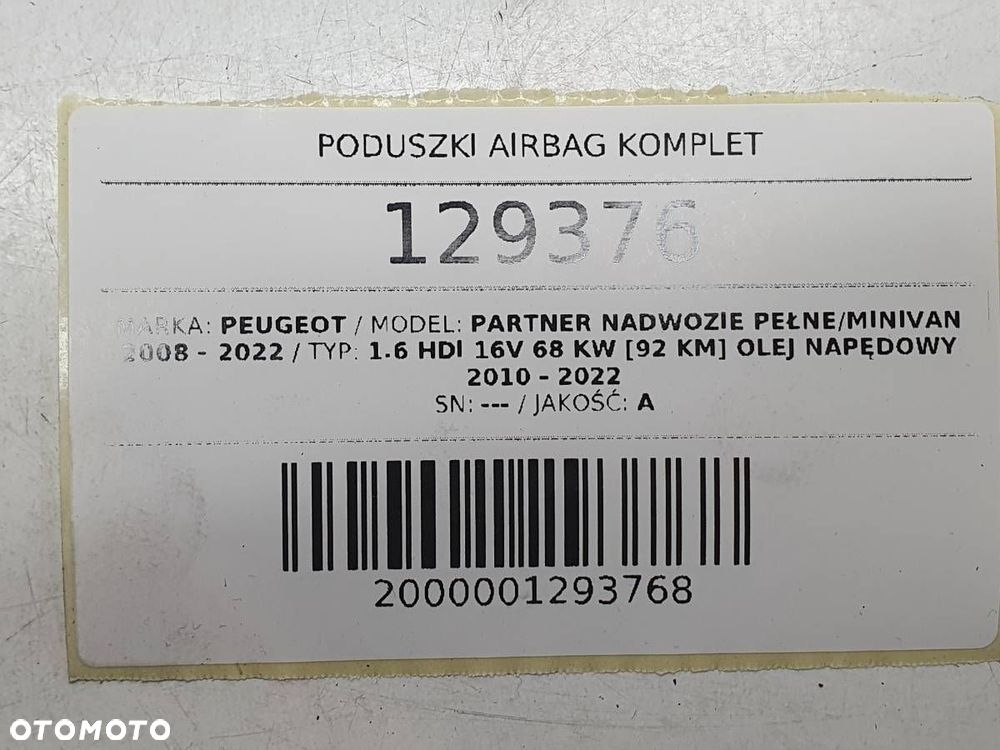 PODUSZKI AIRBAG KOMPLET
129376
MARKA: PEUGEOT / MODEL: PARTNER NADWOZIE PEŁNE/MINIVAN
2008 - 2022 / TYP: 1.6 HDI 16V 68 KW [92 KM] OLEJ NAPĘDOWY
2010 - 2022
SN: --- / JAKOŚĆ: A
2000001293768
OTOMOTO